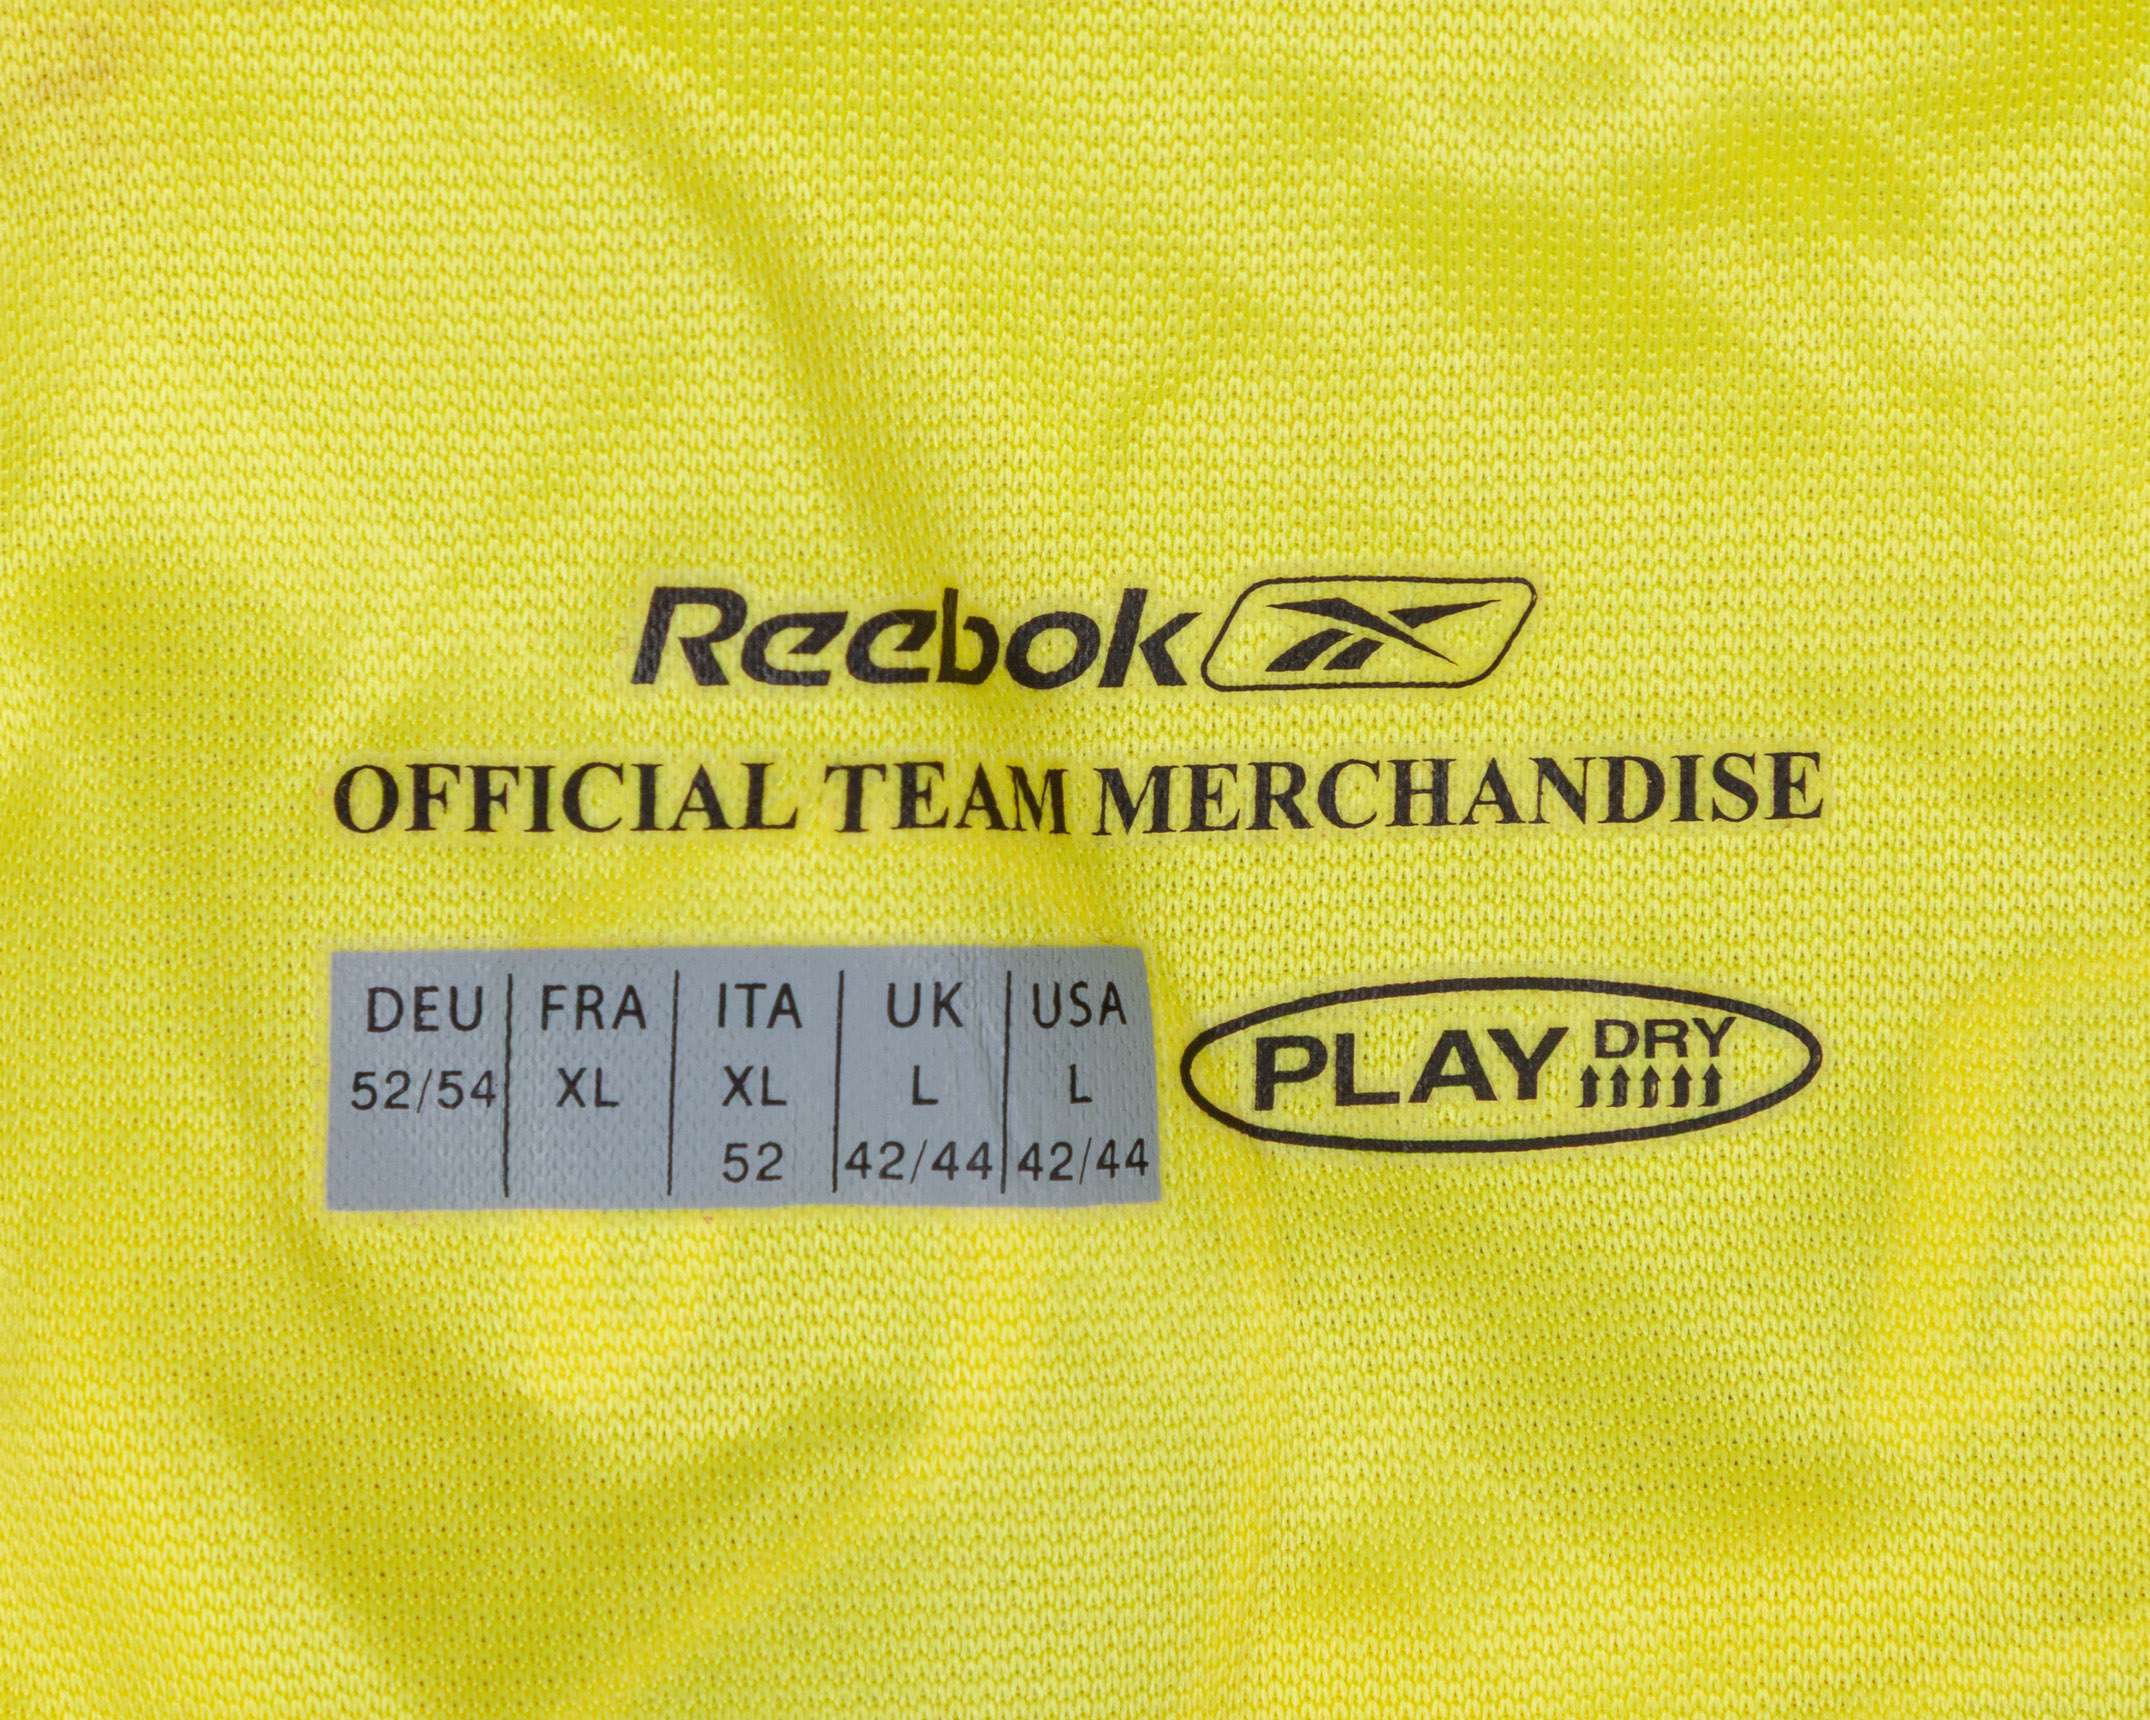 Reebok
OFFICIAL TEAM MERCHANDISE
DEU FRA ITA UK USA
52/54 XL XL L L
52 42/44 42/44
PLAY DRY